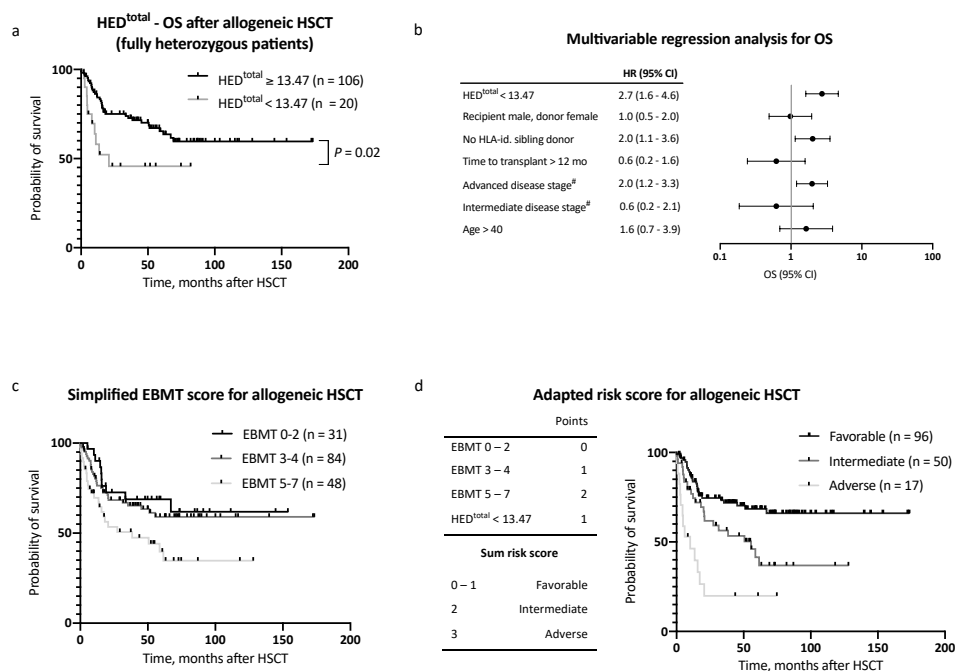 a
HED^total - OS after allogeneic HSCT
(fully heterozygous patients)
Probability of survival
100
50
0
0 50 100 150 200
Time, months after HSCT
HED^total ≥ 13.47 (n = 106)
HED^total < 13.47 (n = 20)
P = 0.02
b
Multivariable regression analysis for OS
HR (95% CI)
HED^total < 13.47 2.7 (1.6 - 4.6)
Recipient male, donor female 1.0 (0.5 - 2.0)
No HLA-id. sibling donor 2.0 (1.1 - 3.6)
Time to transplant > 12 mo 0.6 (0.2 - 1.6)
Advanced disease stage# 2.0 (1.2 - 3.3)
Intermediate disease stage# 0.6 (0.2 - 2.1)
Age > 40 1.6 (0.7 - 3.9)
0.1 1 10 100
OS (95% CI)
c
Simplified EBMT score for allogeneic HSCT
Probability of survival
100
50
0
0 50 100 150 200
Time, months after HSCT
EBMT 0-2 (n = 31)
EBMT 3-4 (n = 84)
EBMT 5-7 (n = 48)
d
Adapted risk score for allogeneic HSCT
Points
EBMT 0 – 2 0
EBMT 3 – 4 1
EBMT 5 – 7 2
HED^total < 13.47 1
Sum risk score
0 – 1 Favorable
2 Intermediate
3 Adverse
Probability of survival
100
50
0
0 50 100 150 200
Time, months after HSCT
Favorable (n = 96)
Intermediate (n = 50)
Adverse (n = 17)